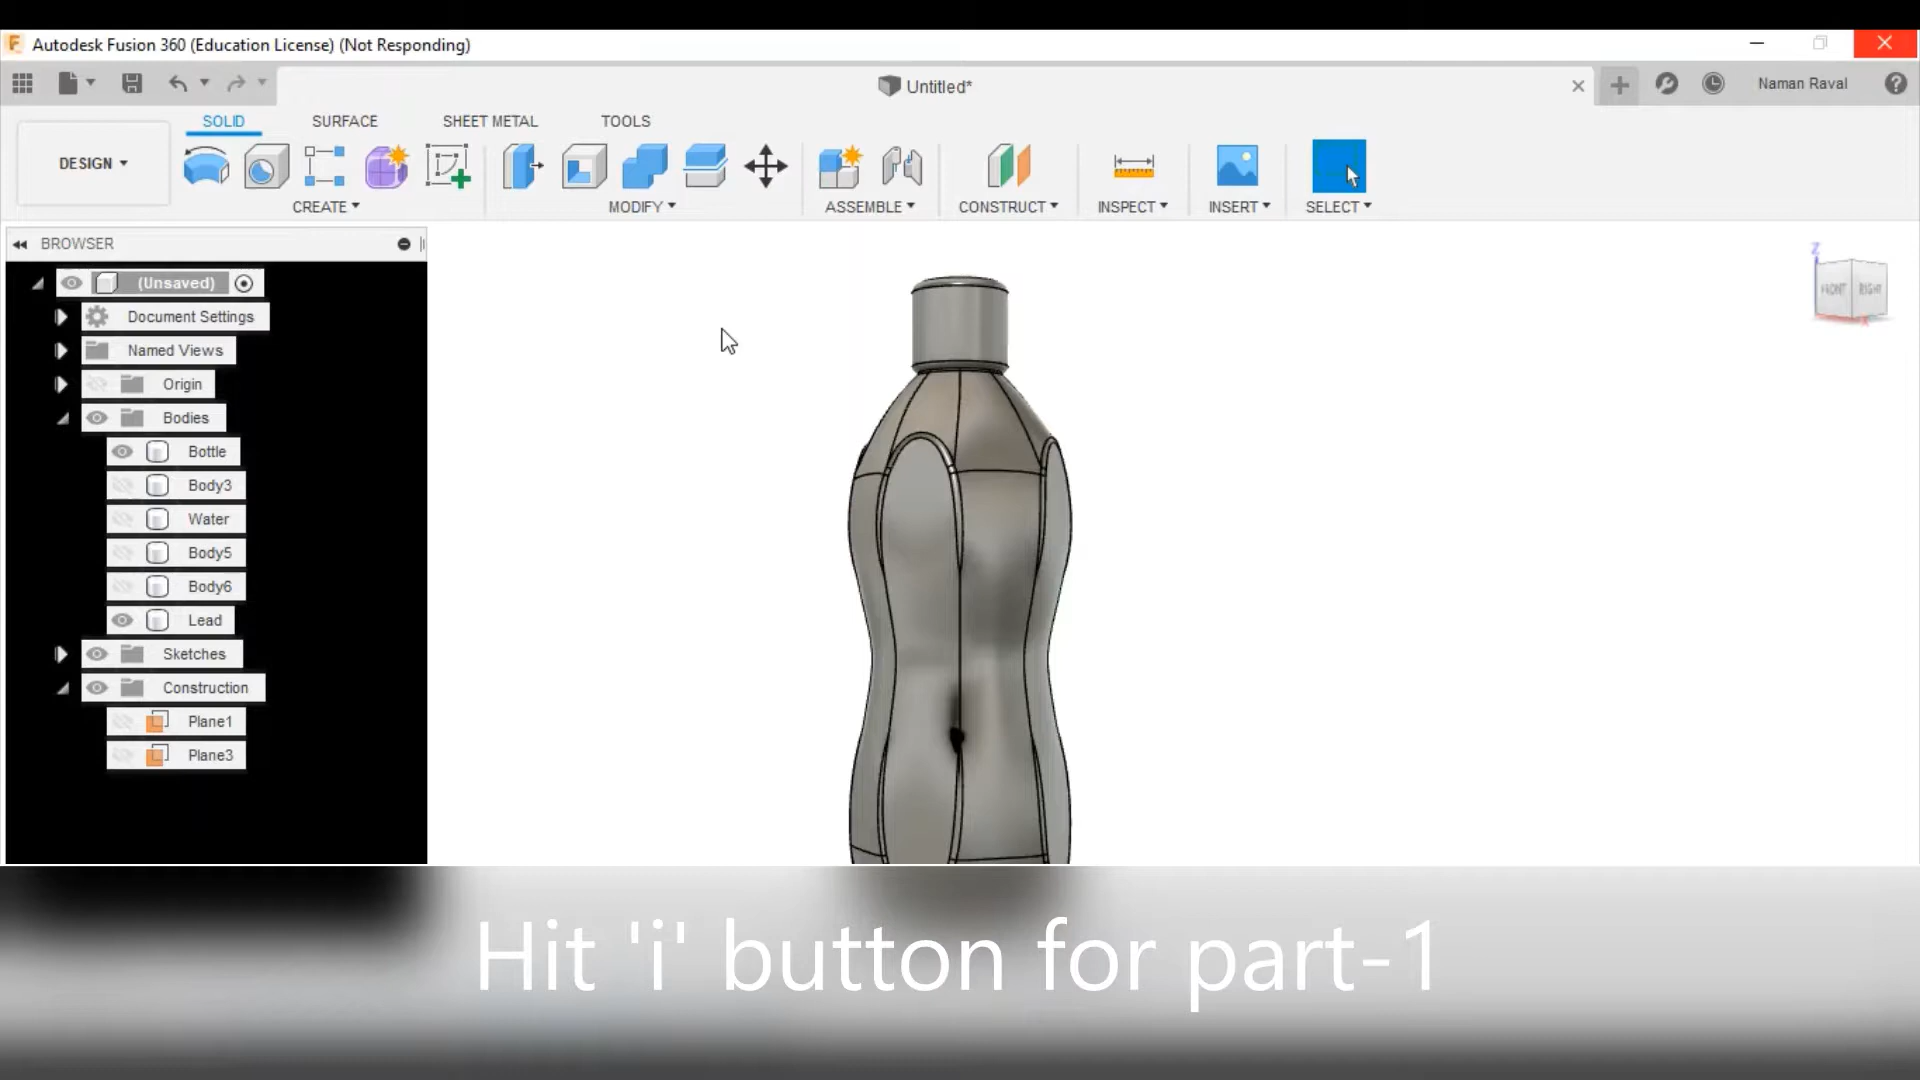 Autodesk Fusion 360 (Education License) (Not Responding)
Untitled*
Naman Raval
SOLID
SURFACE
SHEET METAL
TOOLS
DESIGN
CREATE
MODIFY
ASSEMBLE
CONSTRUCT
INSPECT
INSERT
SELECT
BROWSER
(Unsaved)
Document Settings
Named Views
Origin
Bodies
Bottle
Body3
Water
Body5
Body6
Lead
Sketches
Construction
Plane1
Plane3
Z
FRONT
RIGHT
X
Hit 'i' button for part-1